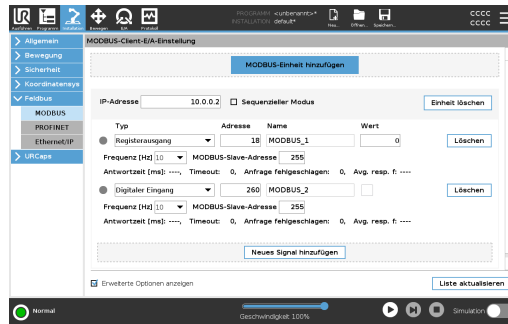 PROGRAMM <unbenannt>*
INSTALLATION default*
CCCC
CCCC
Ausführen Programm Installation Bewegen E/A Protokoll Neu... Öffnen... Speichern...
Allgemein
Bewegung
Sicherheit
Koordinatensys
Feldbus
MODBUS
PROFINET
Ethernet/IP
URCaps
MODBUS-Client-E/A-Einstellung
MODBUS-Einheit hinzufügen
IP-Adresse 10.0.0.2 Sequenzieller Modus Einheit löschen
Typ Adresse Name Wert
Registerausgang 18 MODBUS_1 0 Löschen
Frequenz [Hz] 10 MODBUS-Slave-Adresse 255
Antwortzeit [ms]: ----, Timeout: 0, Anfrage fehlgeschlagen: 0, Avg. resp. f: ----
Digitaler Eingang 260 MODBUS_2 Löschen
Frequenz [Hz] 10 MODBUS-Slave-Adresse 255
Antwortzeit [ms]: ----, Timeout: 0, Anfrage fehlgeschlagen: 0, Avg. resp. f: ----
Neues Signal hinzufügen
Erweiterte Optionen anzeigen Liste aktualisieren
Normal
Geschwindigkeit 100%
Simulation